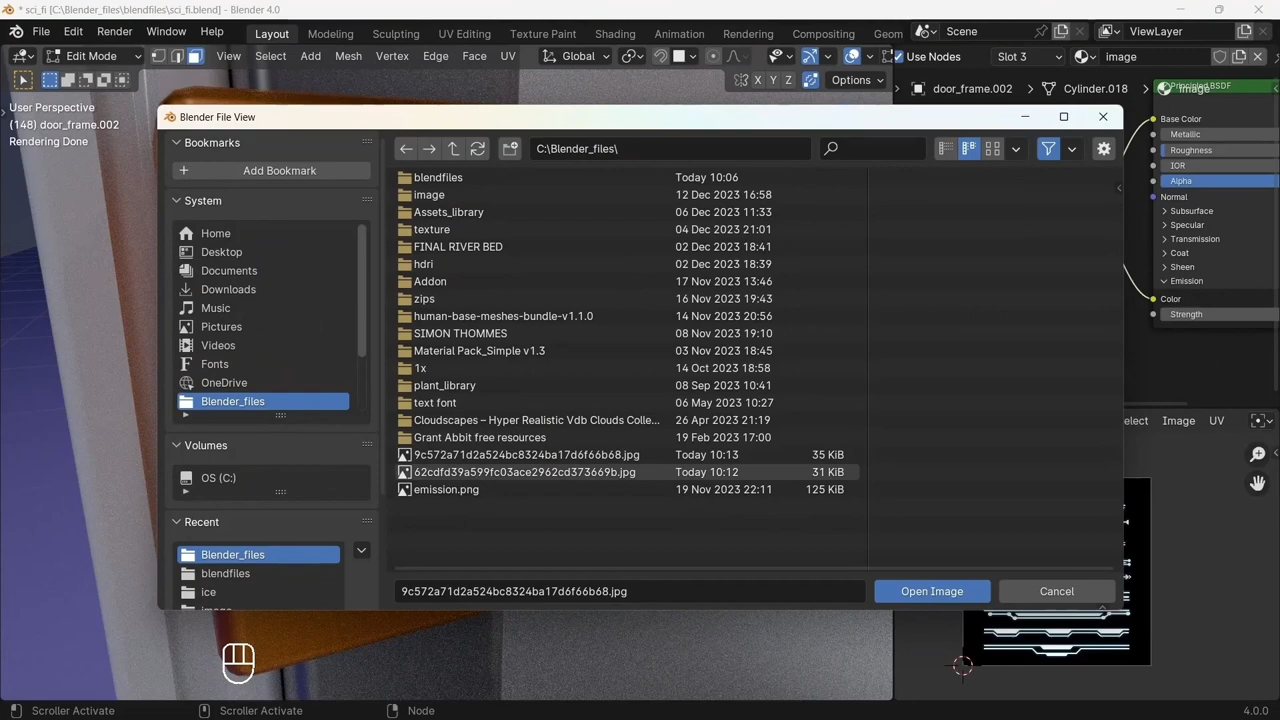 * sci_fi [C:\Blender_files\blendfiles\sci_fi.blend] - Blender 4.0
File Edit Render Window Help
Layout Modeling Sculpting UV Editing Texture Paint Shading Animation Rendering Compositing Geom
Scene ViewLayer
Edit Mode View Select Add Mesh Vertex Edge Face UV Global
Use Nodes Slot 3 image
X Y Z Options
door_frame.002 Cylinder.018
User Perspective
(148) door_frame.002
Rendering Done
Blender File View
Bookmarks
Add Bookmark
System
Home
Desktop
Documents
Downloads
Music
Pictures
Videos
Fonts
OneDrive
Blender_files
Volumes
OS (C:)
Recent
Blender_files
blendfiles
ice
C:\Blender_files\
blendfiles Today 10:06
image 12 Dec 2023 16:58
Assets_library 06 Dec 2023 11:33
texture 04 Dec 2023 21:01
FINAL RIVER BED 02 Dec 2023 18:41
hdri 02 Dec 2023 18:39
Addon 17 Nov 2023 13:46
zips 16 Nov 2023 19:43
human-base-meshes-bundle-v1.1.0 14 Nov 2023 20:56
SIMON THOMMES 08 Nov 2023 19:10
Material Pack_Simple v1.3 03 Nov 2023 18:45
1x 14 Oct 2023 18:58
plant_library 08 Sep 2023 10:41
text font 06 May 2023 10:27
Cloudscapes – Hyper Realistic Vdb Clouds Colle... 26 Apr 2023 21:19
Grant Abbit free resources 19 Feb 2023 17:00
9c572a71d2a524bc8324ba17d6f66b68.jpg Today 10:13 35 KiB
62cdfd39a599fc03ace2962cd373669b.jpg Today 10:12 31 KiB
emission.png 19 Nov 2023 22:11 125 KiB
9c572a71d2a524bc8324ba17d6f66b68.jpg Open Image Cancel
Base Color
Metallic
Roughness
IOR
Alpha
Normal
Subsurface
Specular
Transmission
Coat
Sheen
Emission
Color
Strength
elect Image UV
Scroller Activate Scroller Activate Node 4.0.0